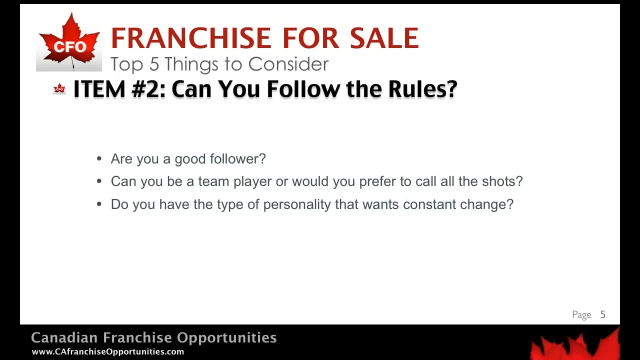 CFO
FRANCHISE FOR SALE
Top 5 Things to Consider
ITEM #2: Can You Follow the Rules?
• Are you a good follower?
• Can you be a team player or would you prefer to call all the shots?
• Do you have the type of personality that wants constant change?
Page 5
Canadian Franchise Opportunities
www.CAfranchiseOpportunities.com